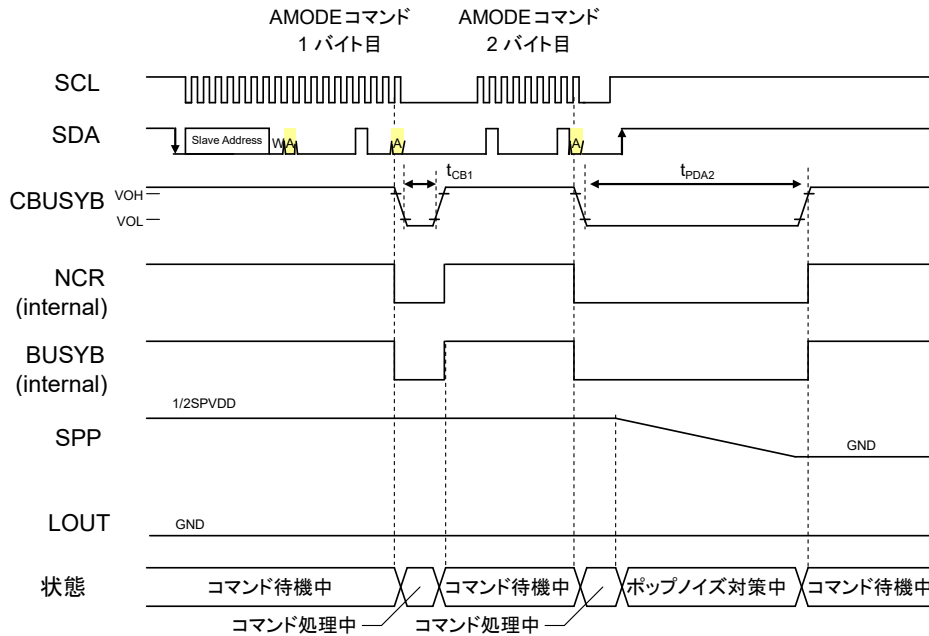 AMODEコマンド
1 バイト目
AMODEコマンド
2 バイト目
SCL
SDA
Slave Address
W
A
A
A
CBUSYB
VOH
VOL
tCB1
tPDA2
NCR
(internal)
BUSYB
(internal)
SPP
1/2SPVDD
GND
LOUT
GND
状態
コマンド待機中
コマンド待機中
ポップノイズ対策中
コマンド待機中
コマンド処理中
コマンド処理中